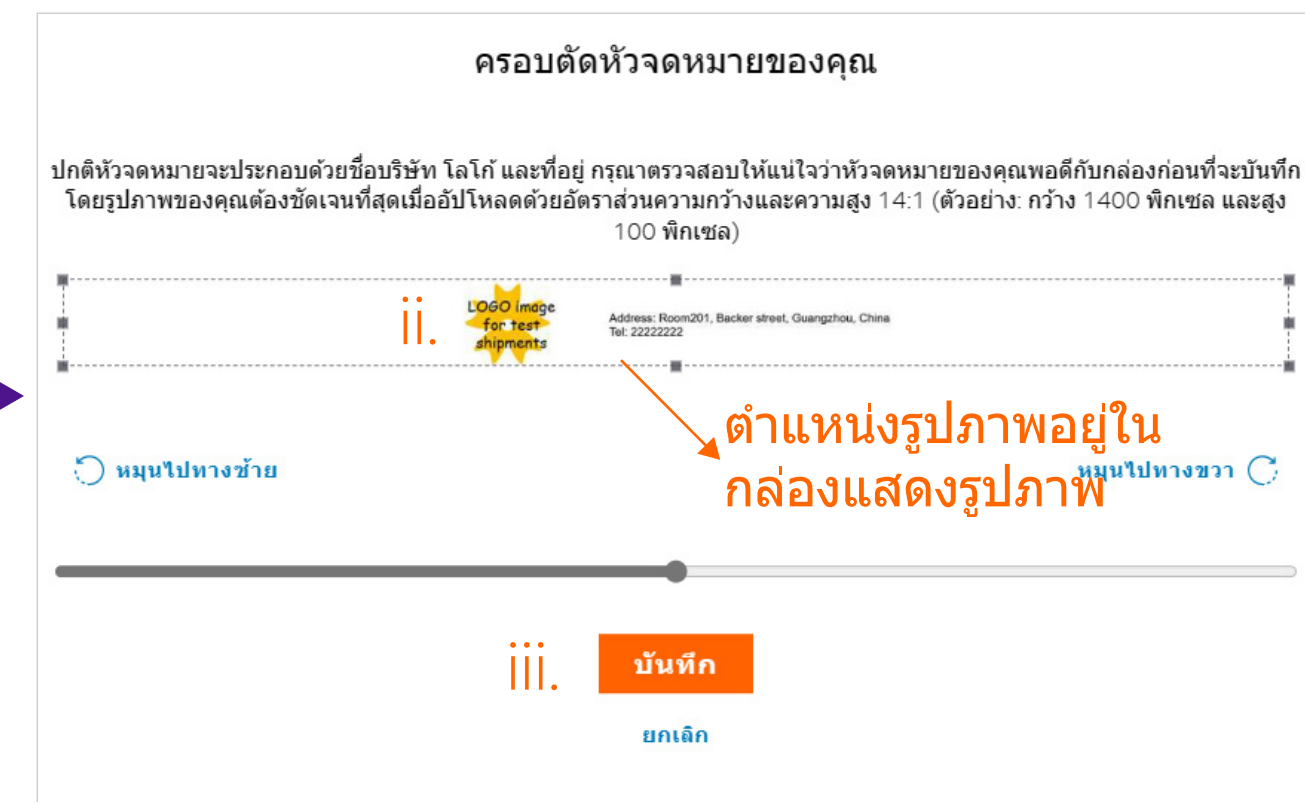 ครอบตัดหัวจดหมายของคุณ
ปกติหัวจดหมายจะประกอบด้วยชื่อบริษัท โลโก้ และที่อยู่ กรุณาตรวจสอบให้แน่ใจว่าหัวจดหมายของคุณพอดีกับกล่องก่อนที่จะบันทึก
โดยรูปภาพของคุณต้องชัดเจนที่สุดเมื่ออัปโหลดด้วยอัตราส่วนความกว้างและความสูง 14:1 (ตัวอย่าง: กว้าง 1400 พิกเซล และสูง
100 พิกเซล)
ii.
LOGO image
for test
shipments
Address: Room201, Backer street, Guangzhou, China
Tel: 22222222
ตำแหน่งรูปภาพอยู่ใน
กล่องแสดงรูปภาพ
หมุนไปทางซ้าย
หมุนไปทางขวา
iii.
บันทึก
ยกเลิก